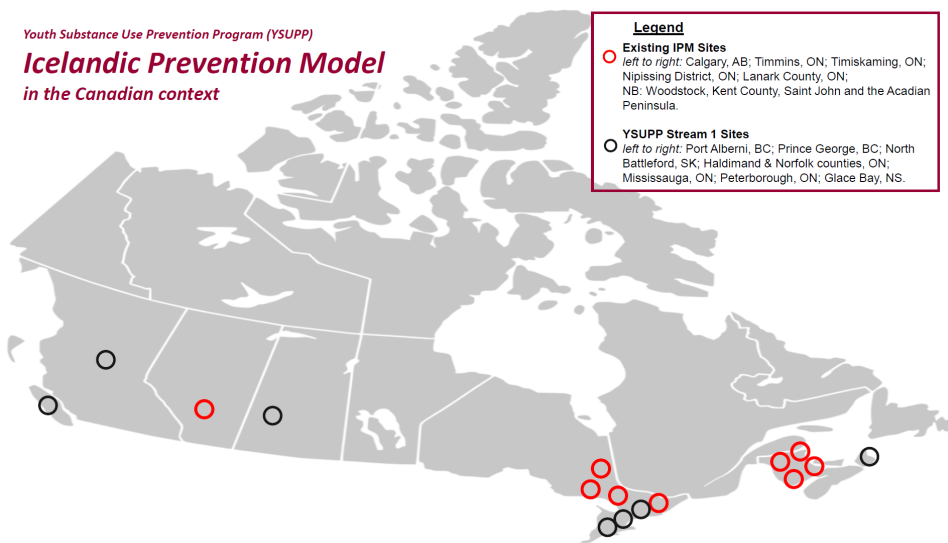 Youth Substance Use Prevention Program (YSUPP)
Icelandic Prevention Model
in the Canadian context
Legend
Existing IPM Sites
left to right: Calgary, AB; Timmins, ON; Timiskaming, ON;
Nipissing District, ON; Lanark County, ON;
NB: Woodstock, Kent County, Saint John and the Acadian
Peninsula.
YSUPP Stream 1 Sites
left to right: Port Alberni, BC; Prince George, BC; North
Battleford, SK; Haldimand & Norfolk counties, ON;
Mississauga, ON; Peterborough, ON; Glace Bay, NS.